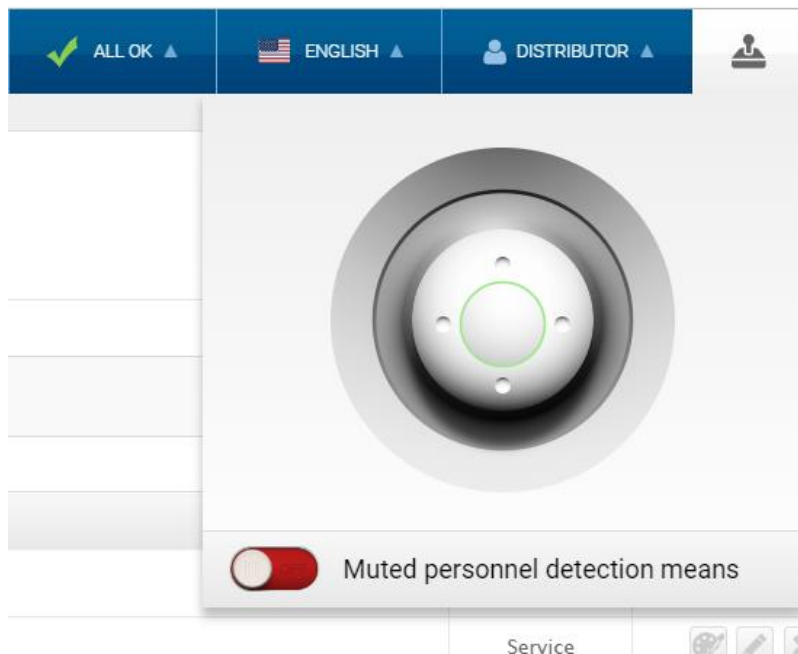 ALL OK
ENGLISH
DISTRIBUTOR
Muted personnel detection means
Service